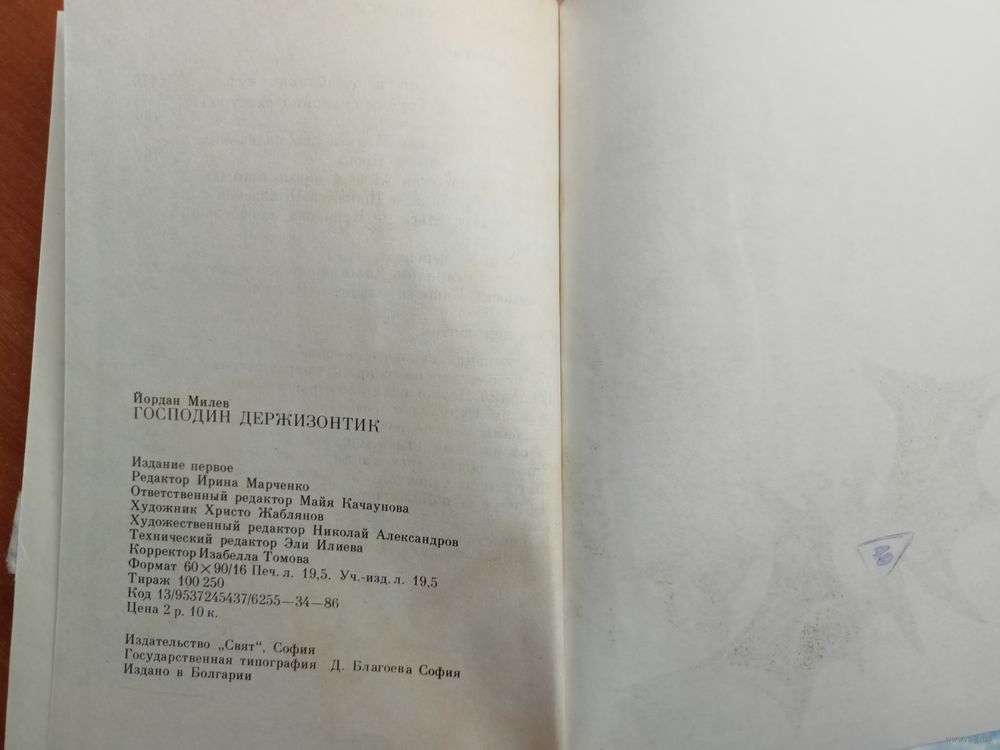 Йордан Милев
ГОСПОДИН ДЕРЖИЗОНТИК
Издание первое
Редактор Ирина Марченко
Ответственный редактор Майя Качаунова
Художник Христо Жаблянов
Художественный редактор Николай Александров
Технический редактор Эли Илиева
Корректор Изабелла Томова
Формат 60×90/16 Печ. л. 19,5. Уч.-изд. л. 19,5
Тираж 100 250
Код 13/9537245437/6255—34—86
Цена 2 р. 10 к.
Издательство „Свят“, София
Государственная типография Д. Благоева София
Издано в Болгарии